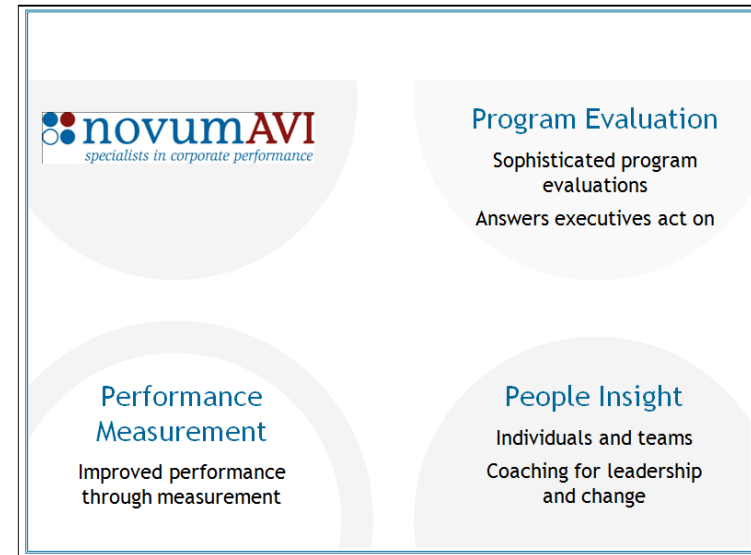 novumAVI
specialists in corporate performance
Program Evaluation
Sophisticated program
evaluations
Answers executives act on
Performance
Measurement
Improved performance
through measurement
People Insight
Individuals and teams
Coaching for leadership
and change